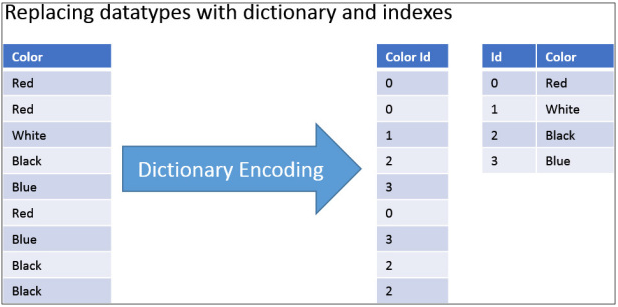 Replacing datatypes with dictionary and indexes
Color
Red
Red
White
Black
Blue
Red
Blue
Black
Black
Dictionary Encoding
Color Id
0
0
1
2
3
0
3
2
2
Id Color
0 Red
1 White
2 Black
3 Blue